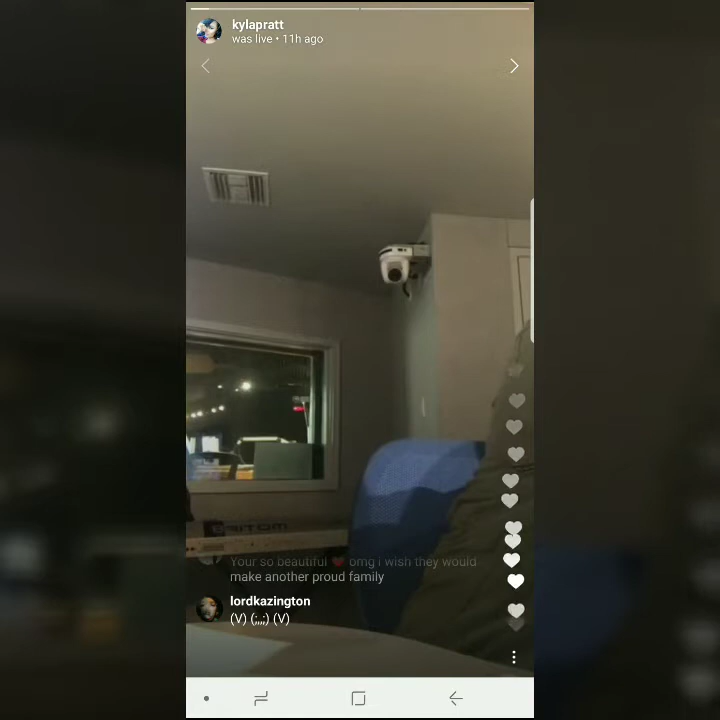 kylapratt
was live • 11h ago
Your so beautiful ❤ omg i wish they would
make another proud family
lordkazington
(V) (;,,;) (V)